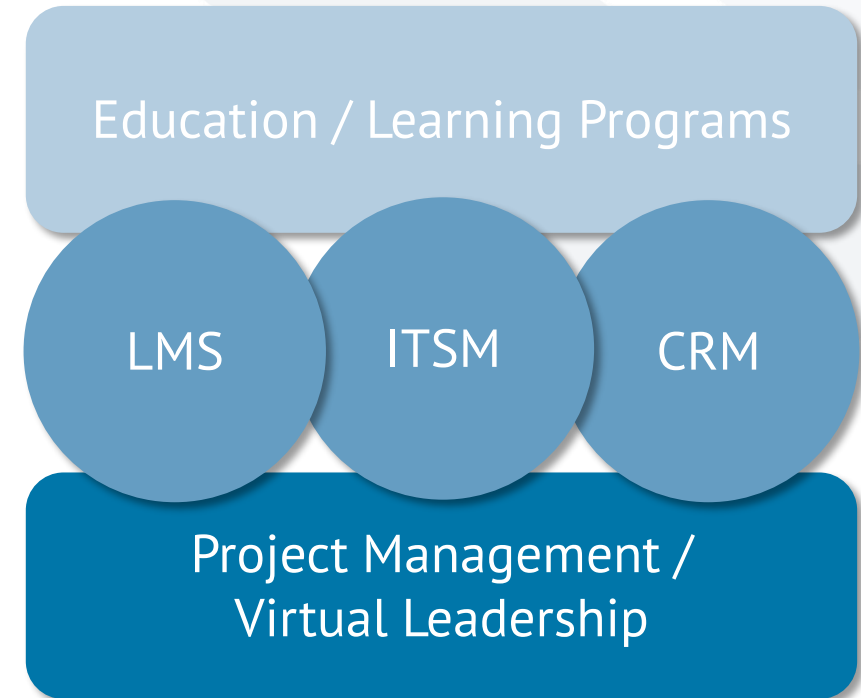 Education / Learning Programs
LMS
ITSM
CRM
Project Management /
Virtual Leadership